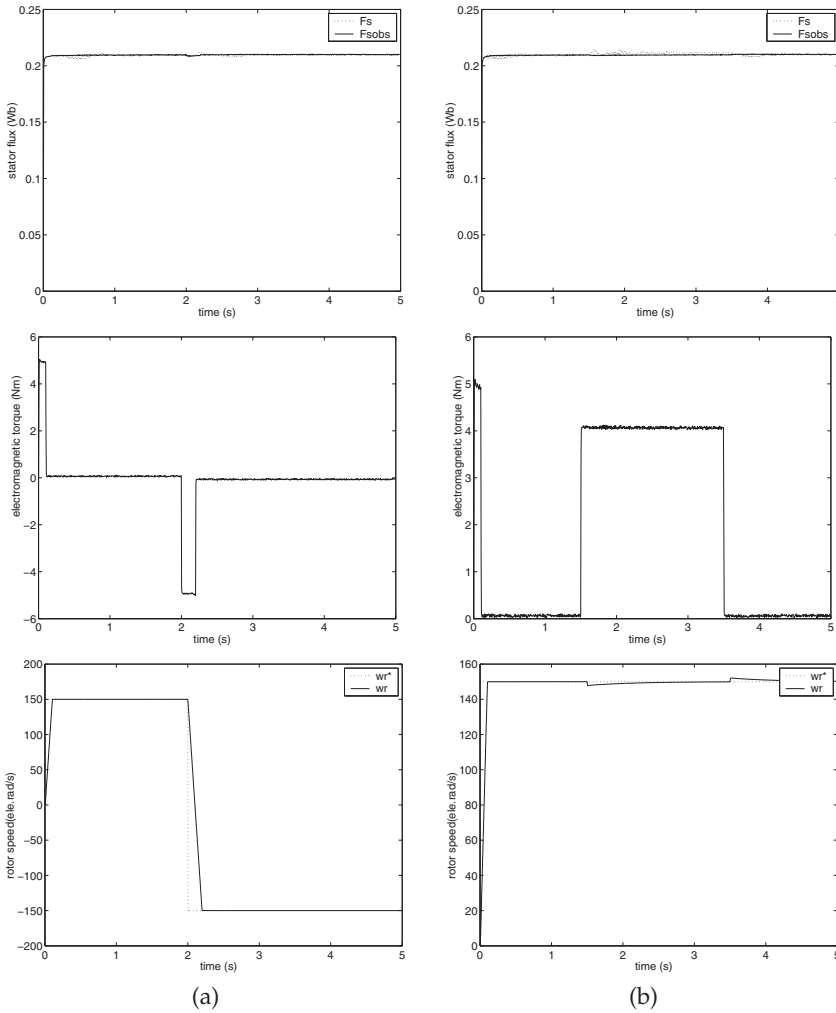 0.25
0.2
0.15
0.1
0.05
0
0 1 2 3 4 5
stator flux (Wb)
time (s)
Fs
Fsobs
0.25
0.2
0.15
0.1
0.05
0
0 1 2 3 4
stator flux (Wb)
time (s)
Fs
Fsobs
6
4
2
0
−2
−4
−6
0 1 2 3 4 5
electromagnetic torque (Nm)
time (s)
6
5
4
3
2
1
0
0 1 2 3 4 5
electromagnetic torque (Nm)
time (s)
200
150
100
50
0
−50
−100
−150
−200
0 1 2 3 4 5
rotor speed(ele.rad/s)
time (s)
wr*
wr
160
140
120
100
80
60
40
20
0
0 1 2 3 4 5
rotor speed(ele.rad/s)
time (s)
wr*
wr
(a)
(b)